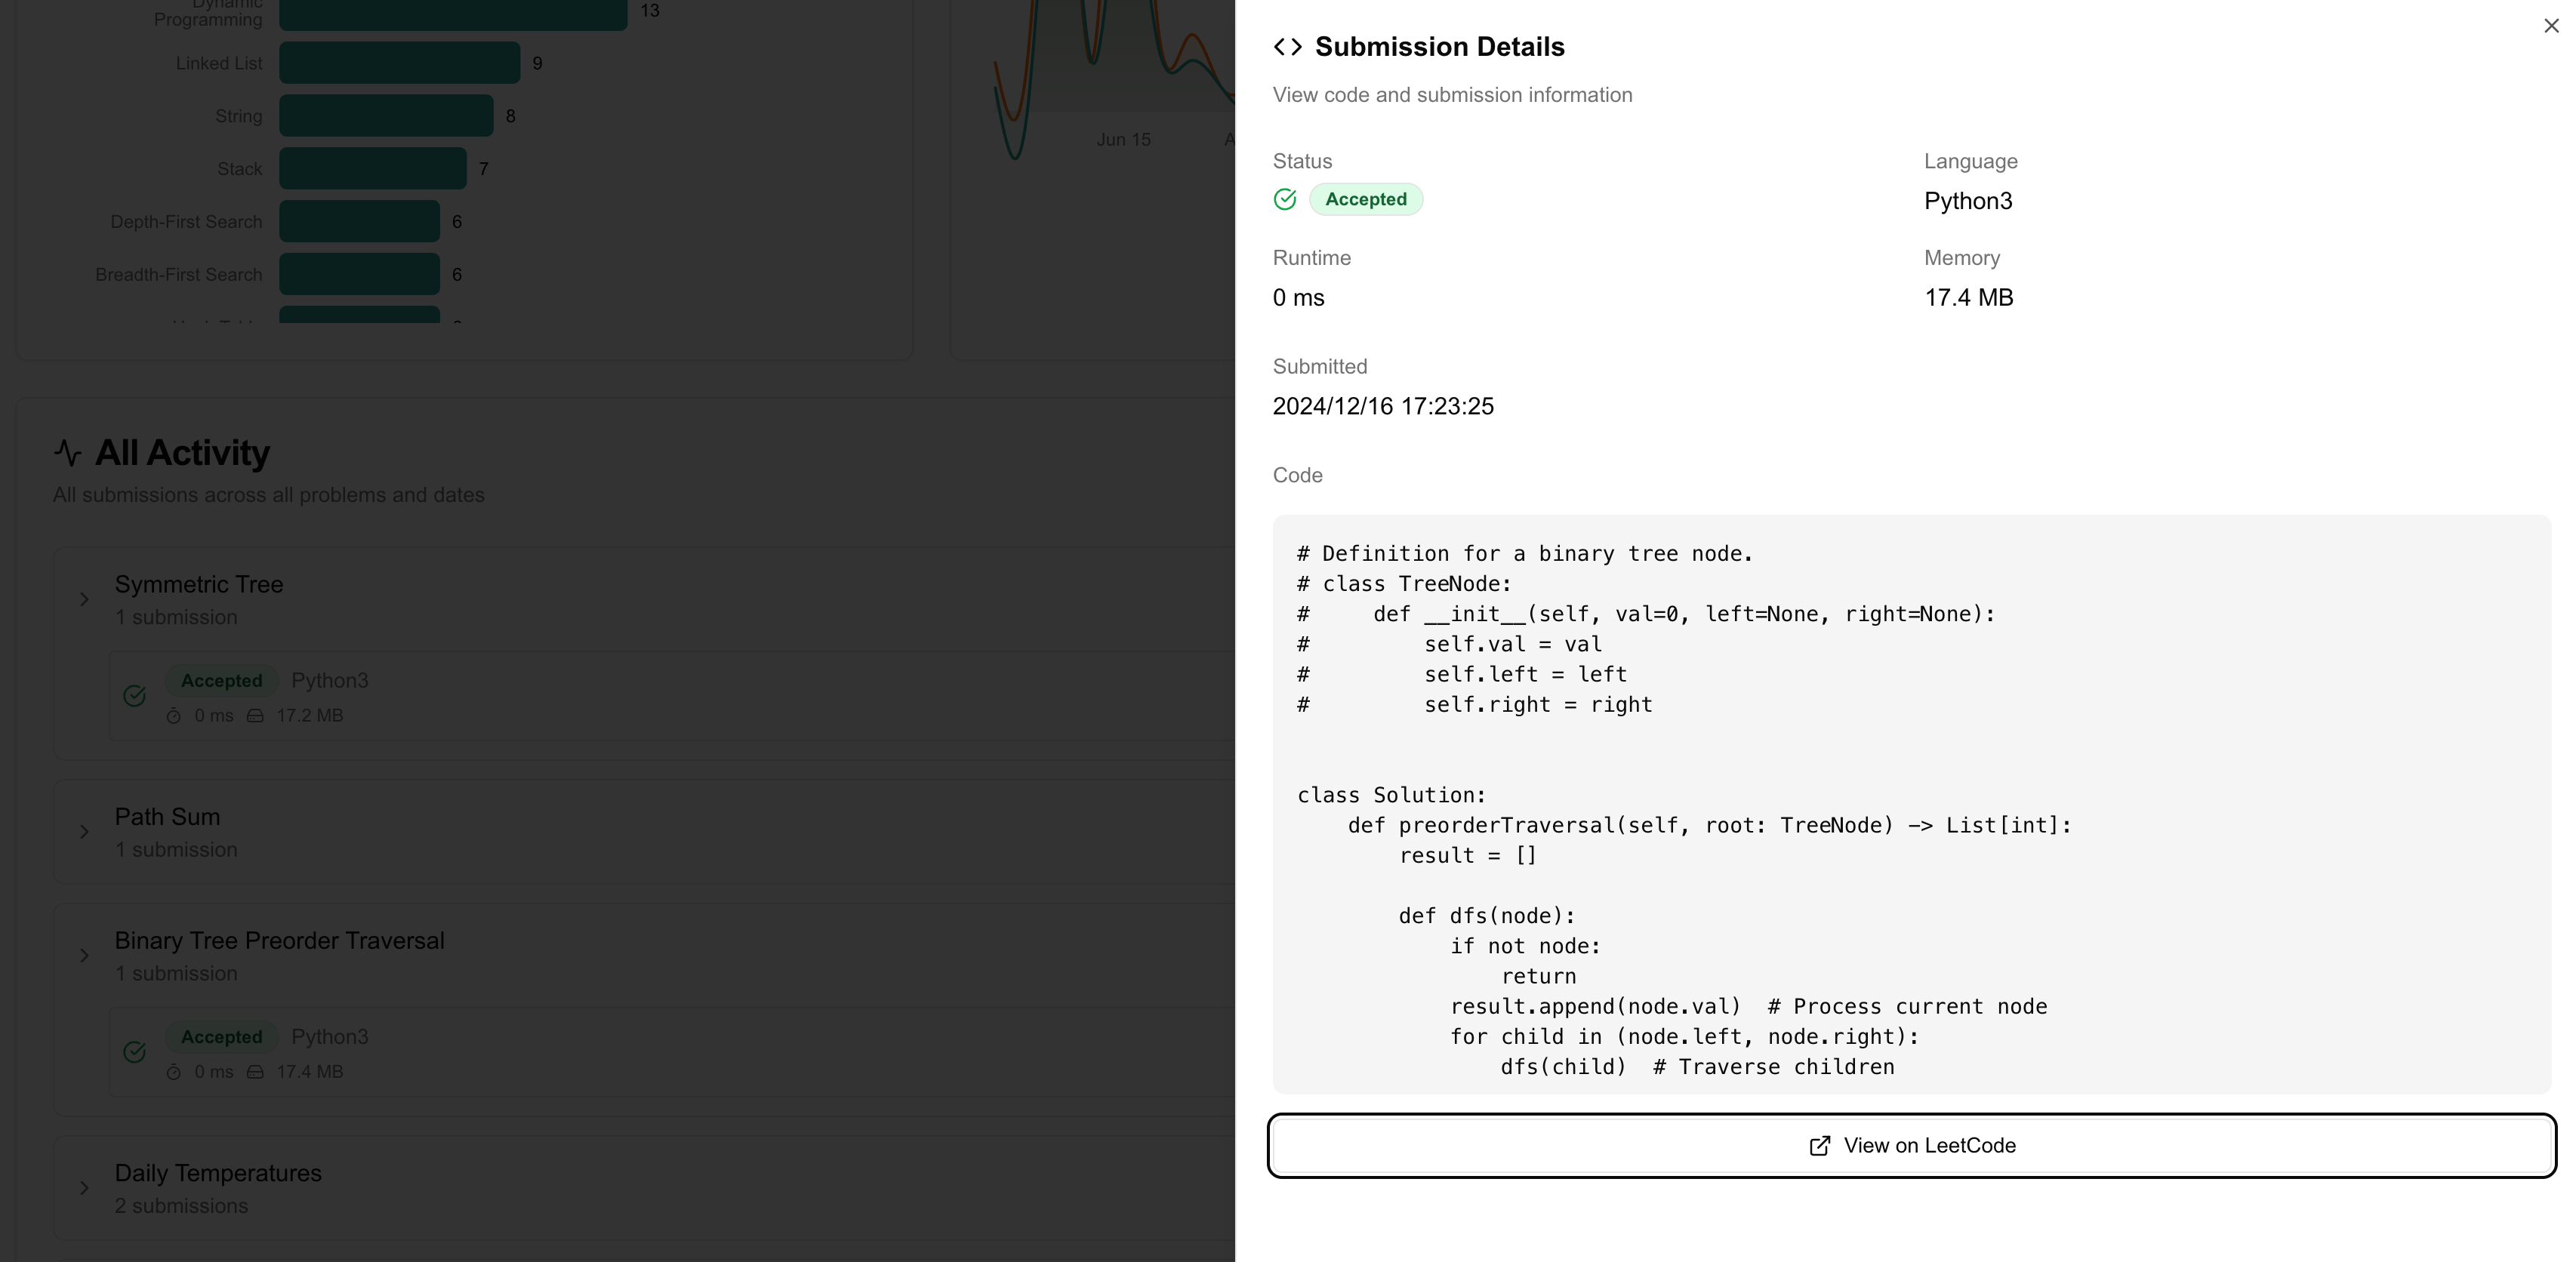 Dynamic
Programming
13
Linked List
9
String
8
Stack
7
Depth-First Search
6
Breadth-First Search
6
Jun 15
A
All Activity
All submissions across all problems and dates
Symmetric Tree
1 submission
Accepted Python3
0 ms 17.2 MB
Path Sum
1 submission
Binary Tree Preorder Traversal
1 submission
Accepted Python3
0 ms 17.4 MB
Daily Temperatures
2 submissions
Submission Details
View code and submission information
Status
Accepted
Language
Python3
Runtime
0 ms
Memory
17.4 MB
Submitted
2024/12/16 17:23:25
Code
# Definition for a binary tree node.
# class TreeNode:
#     def __init__(self, val=0, left=None, right=None):
#         self.val = val
#         self.left = left
#         self.right = right
class Solution:
    def preorderTraversal(self, root: TreeNode) -> List[int]:
        result = []
        def dfs(node):
            if not node:
                return
            result.append(node.val)  # Process current node
            for child in (node.left, node.right):
                dfs(child)  # Traverse children
View on LeetCode